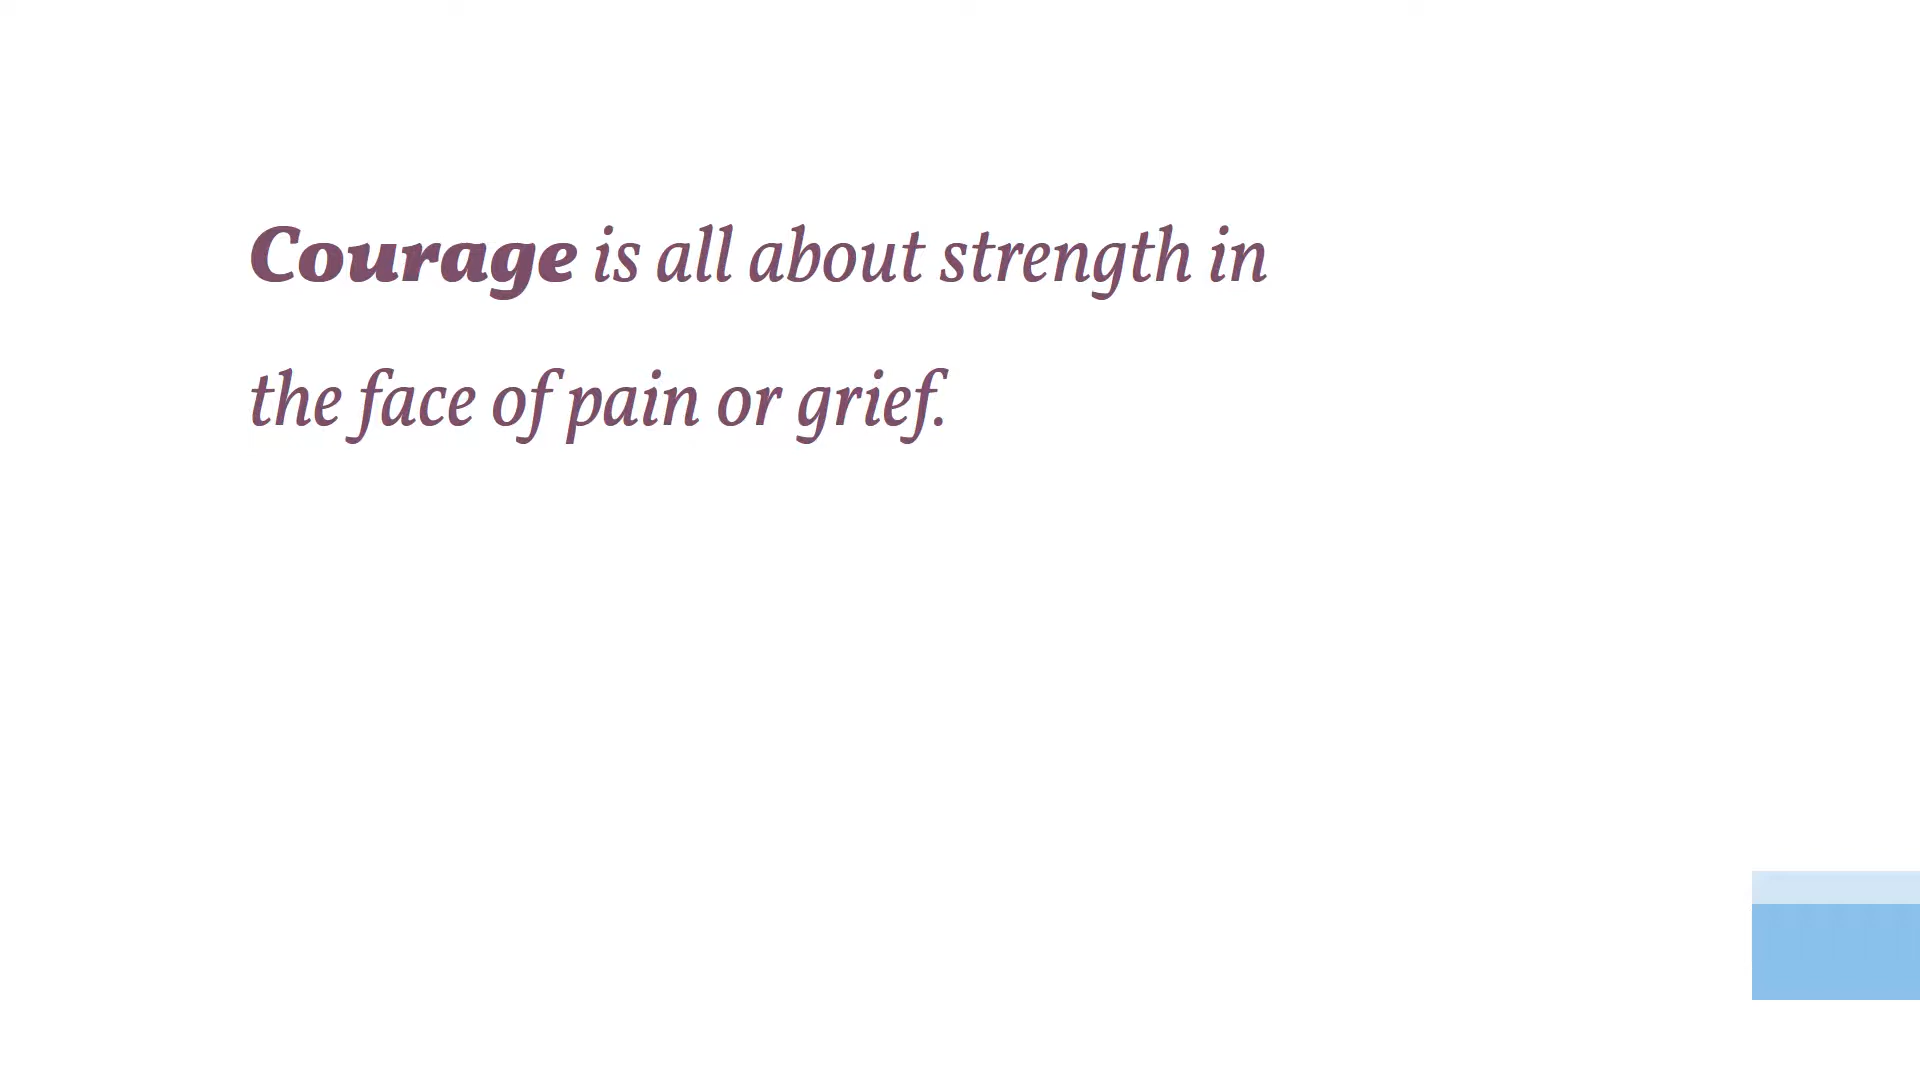 Courage is all about strength in
the face of pain or grief.